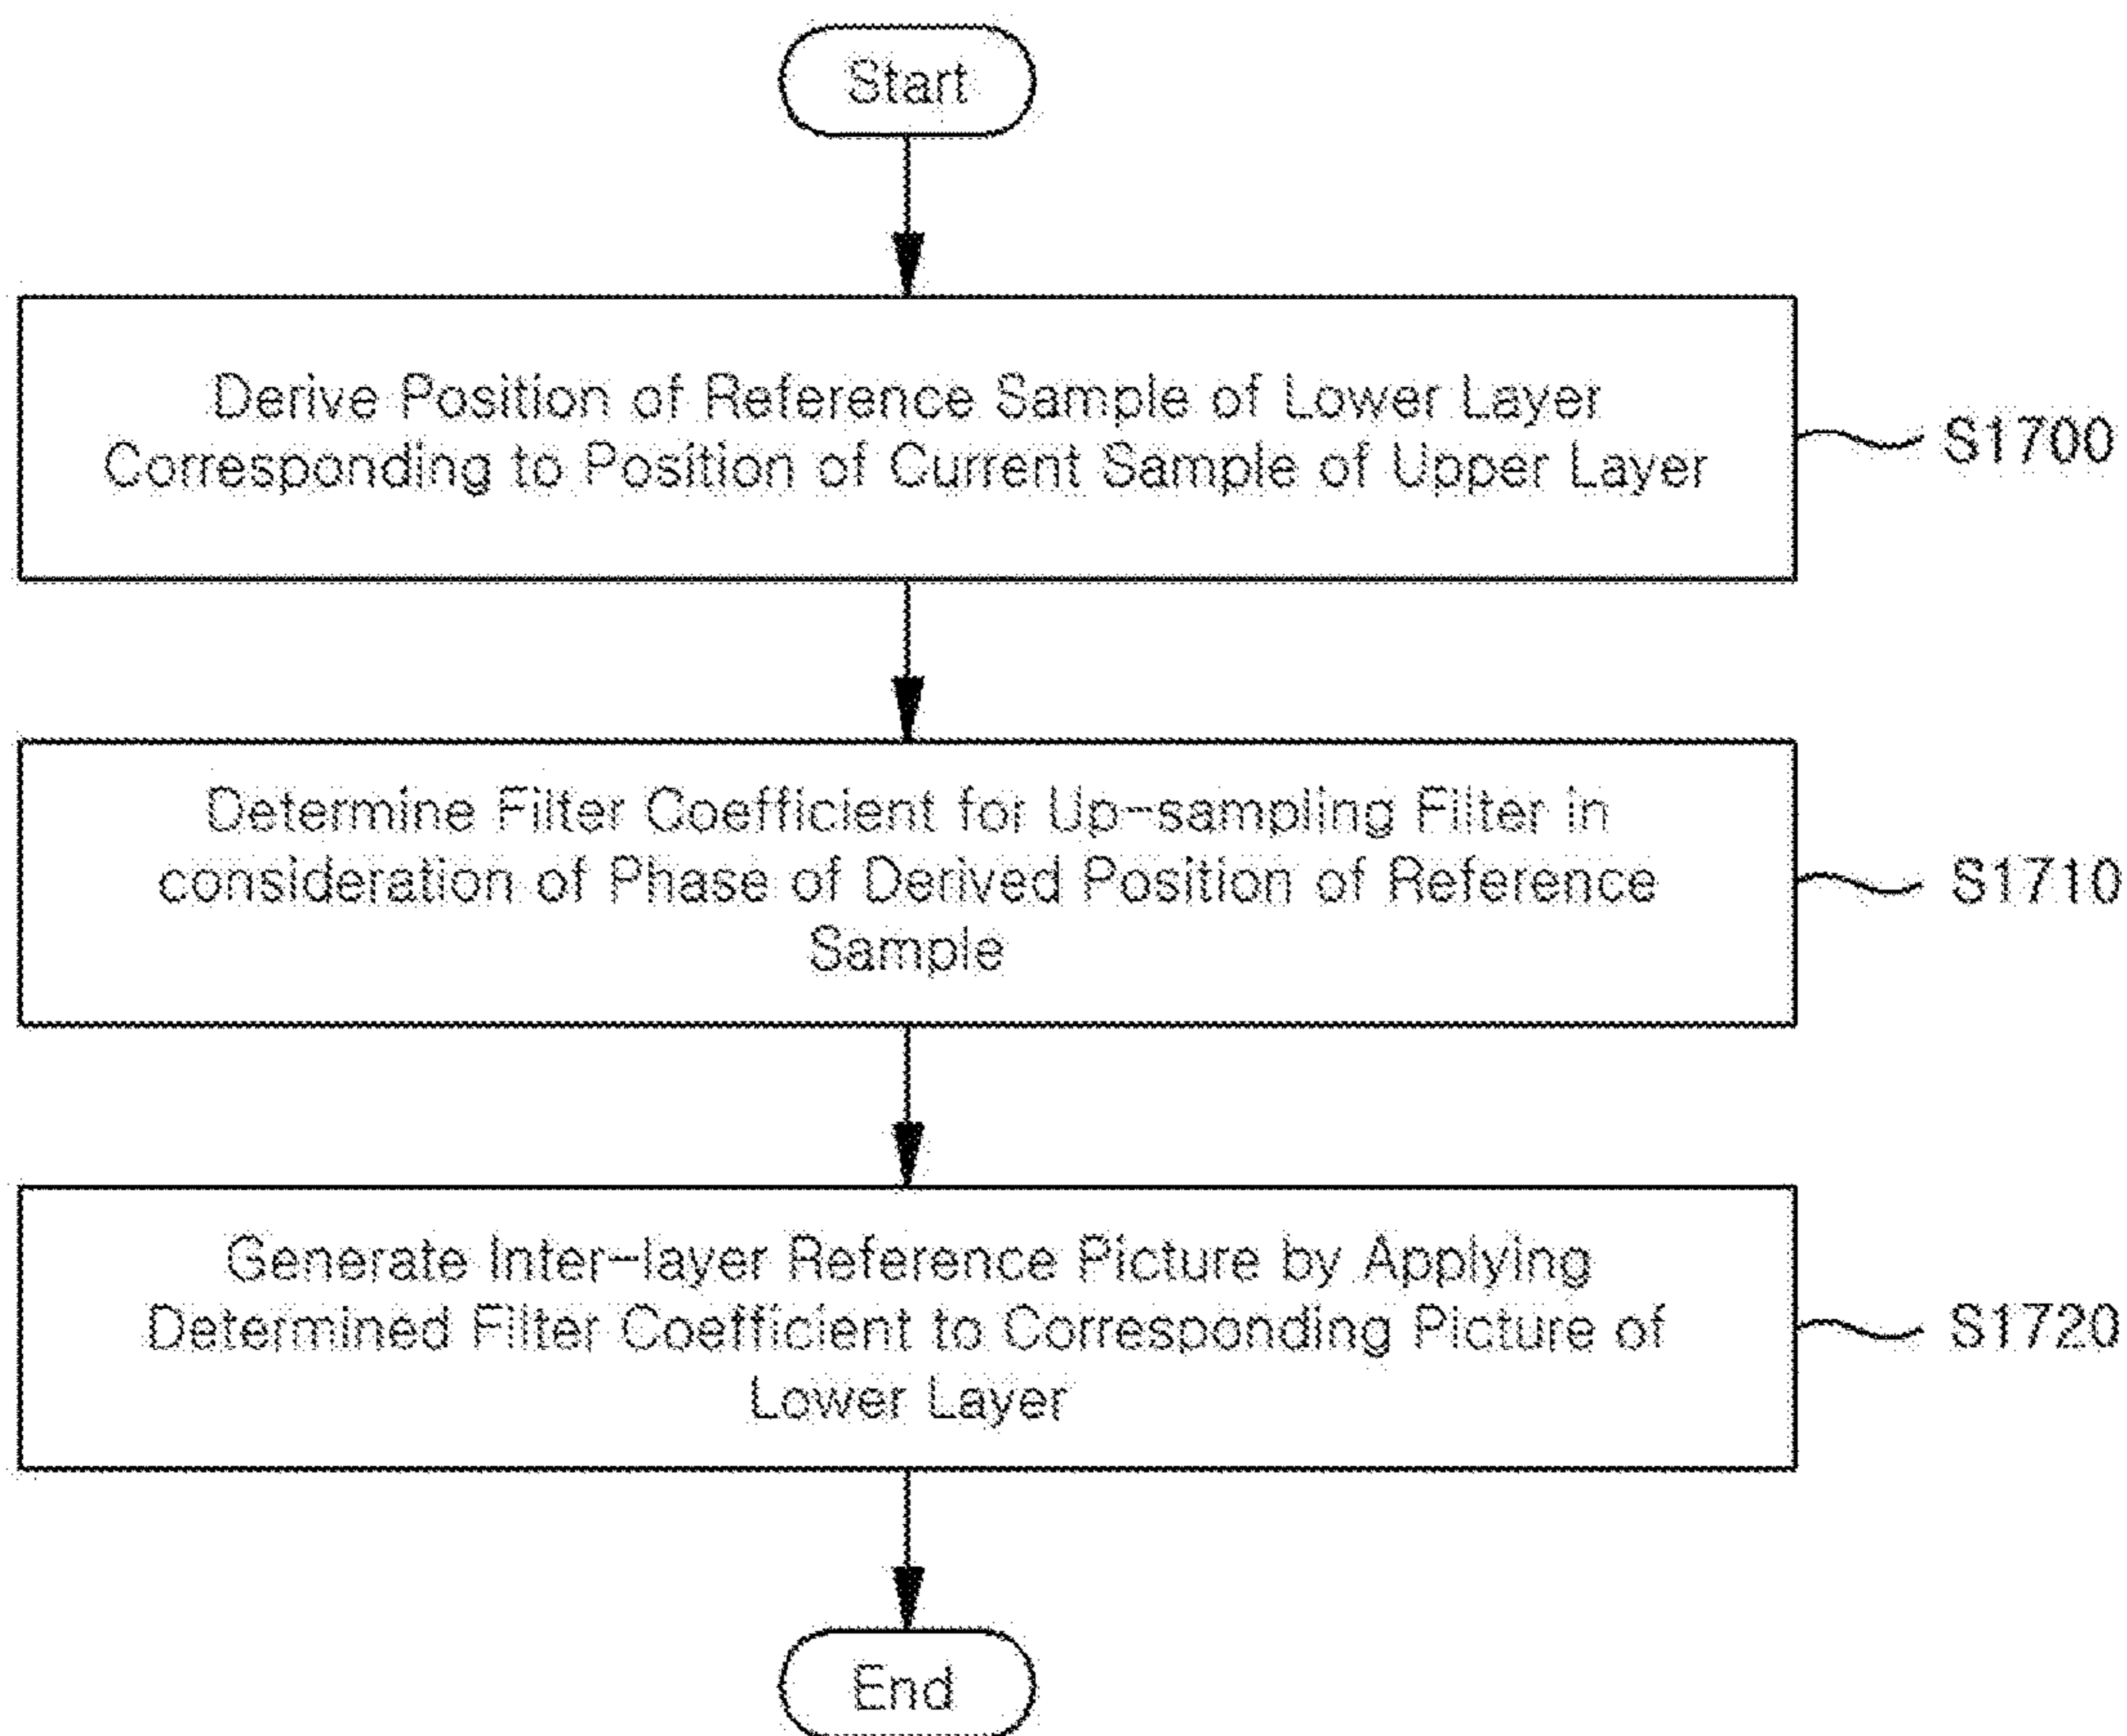 Start
Derive Position of Reference Sample of Lower Layer
Corresponding to Position of Current Sample of Upper Layer
S1700
Determine Filter Coefficient for Up-sampling Filter in
consideration of Phase of Derived Position of Reference
Sample
S1710
Generate Inter-layer Reference Picture by Applying
Determined Filter Coefficient to Corresponding Picture of
Lower Layer
S1720
End